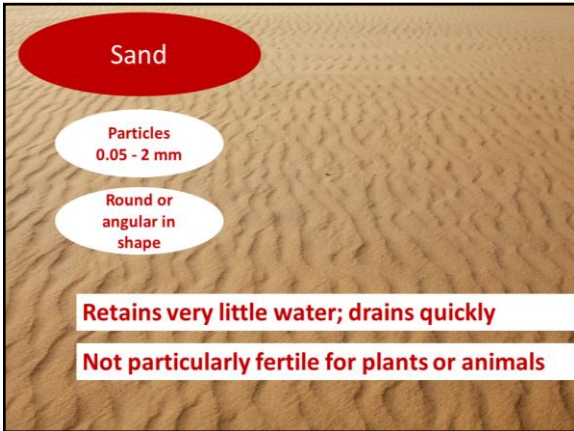 Sand
Particles
0.05 - 2 mm
Round or
angular in
shape
Retains very little water; drains quickly
Not particularly fertile for plants or animals